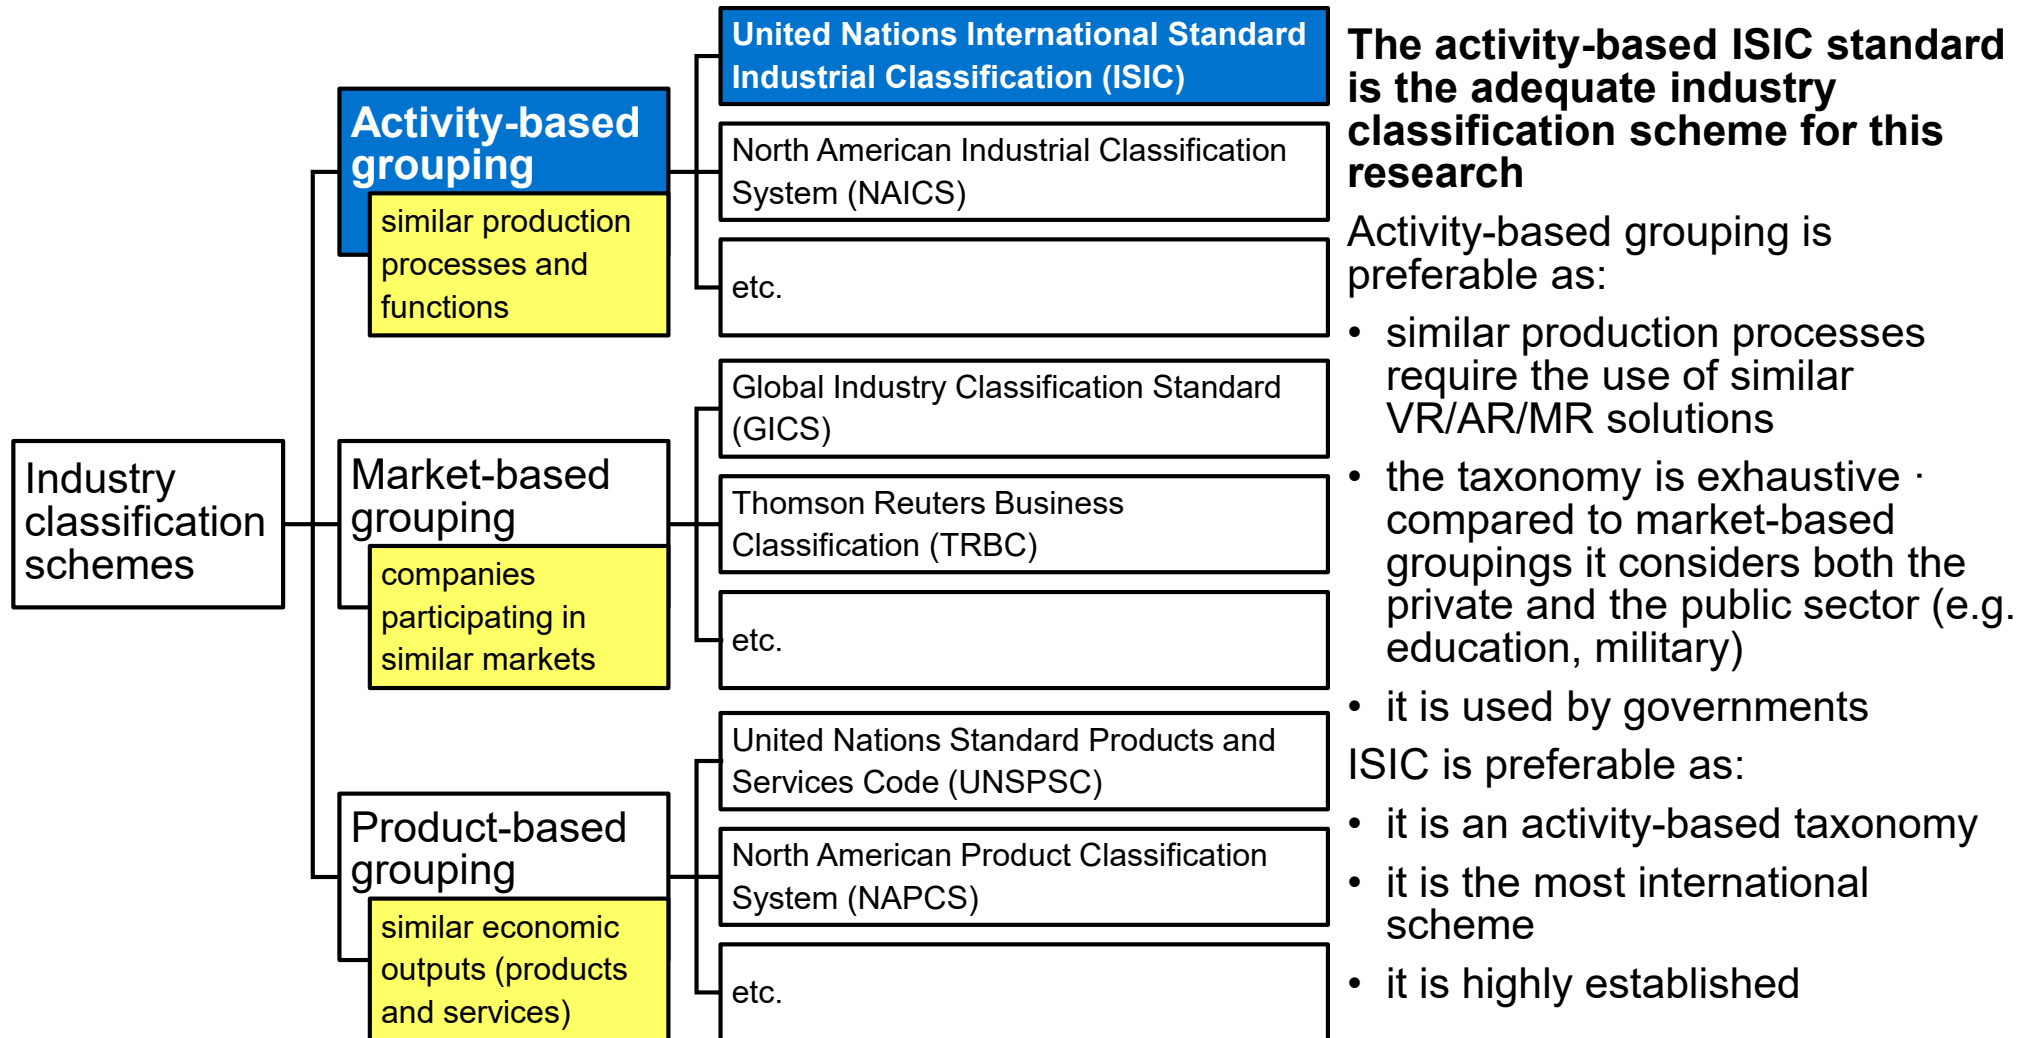 Industry
classification
schemes
Activity-based
grouping
similar production
processes and
functions
United Nations International Standard
Industrial Classification (ISIC)
North American Industrial Classification
System (NAICS)
etc.
Market-based
grouping
companies
participating in
similar markets
Global Industry Classification Standard
(GICS)
Thomson Reuters Business
Classification (TRBC)
etc.
Product-based
grouping
similar economic
outputs (products
and services)
United Nations Standard Products and
Services Code (UNSPSC)
North American Product Classification
System (NAPCS)
etc.
The activity-based ISIC standard
is the adequate industry
classification scheme for this
research
Activity-based grouping is
preferable as:
• similar production processes
require the use of similar
VR/AR/MR solutions
• the taxonomy is exhaustive ·
compared to market-based
groupings it considers both the
private and the public sector (e.g.
education, military)
• it is used by governments
ISIC is preferable as:
• it is an activity-based taxonomy
• it is the most international
scheme
• it is highly established